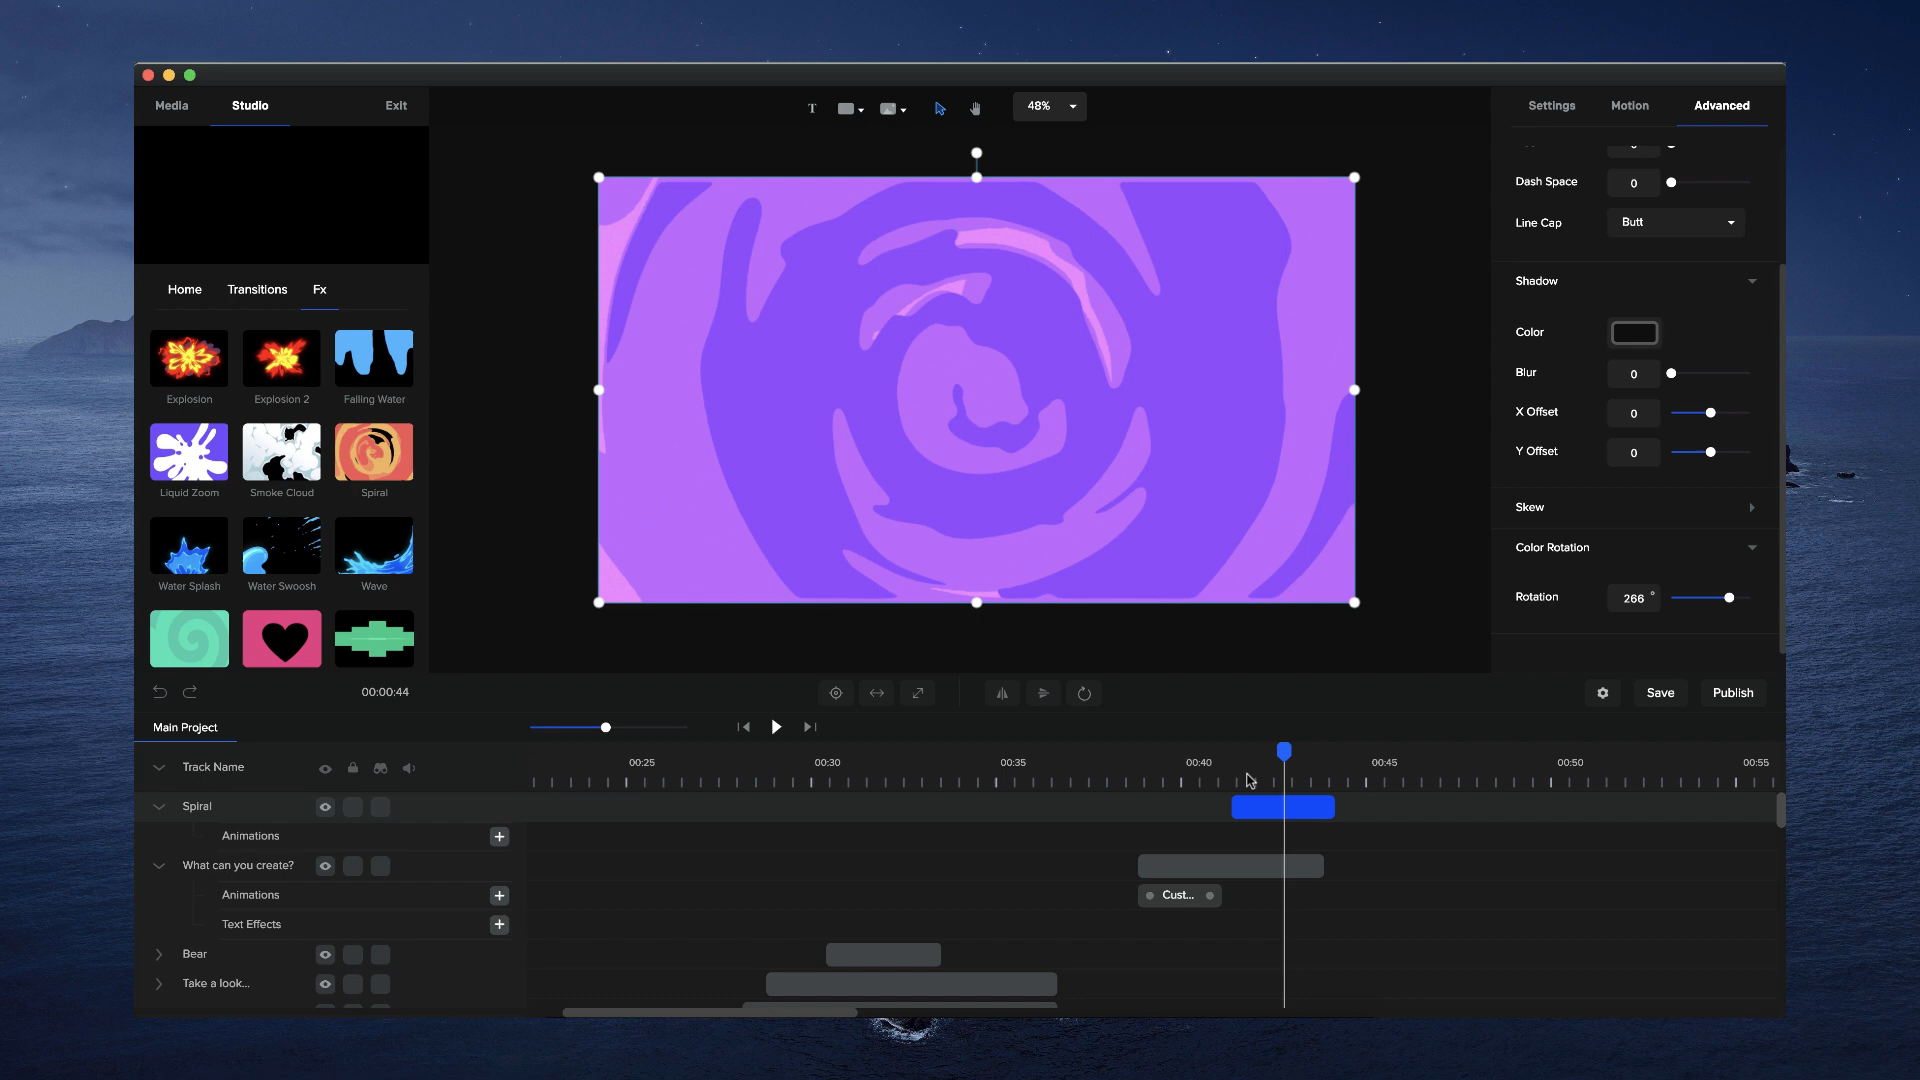 Media Studio Exit
48%
Settings Motion Advanced
Dash Space 0
Line Cap Butt
Home Transitions Fx
Shadow
Color
Blur 0
X Offset 0
Y Offset 0
Explosion Explosion 2 Falling Water
Liquid Zoom Smoke Cloud Spiral
Water Splash Water Swoosh Wave
Skew
Color Rotation
Rotation 266 °
00:00:44
Save Publish
Main Project
Track Name
00:25 00:30 00:35 00:40 00:45 00:50 00:55
Spiral
Animations
What can you create?
Animations Cust...
Text Effects
Bear
Take a look...